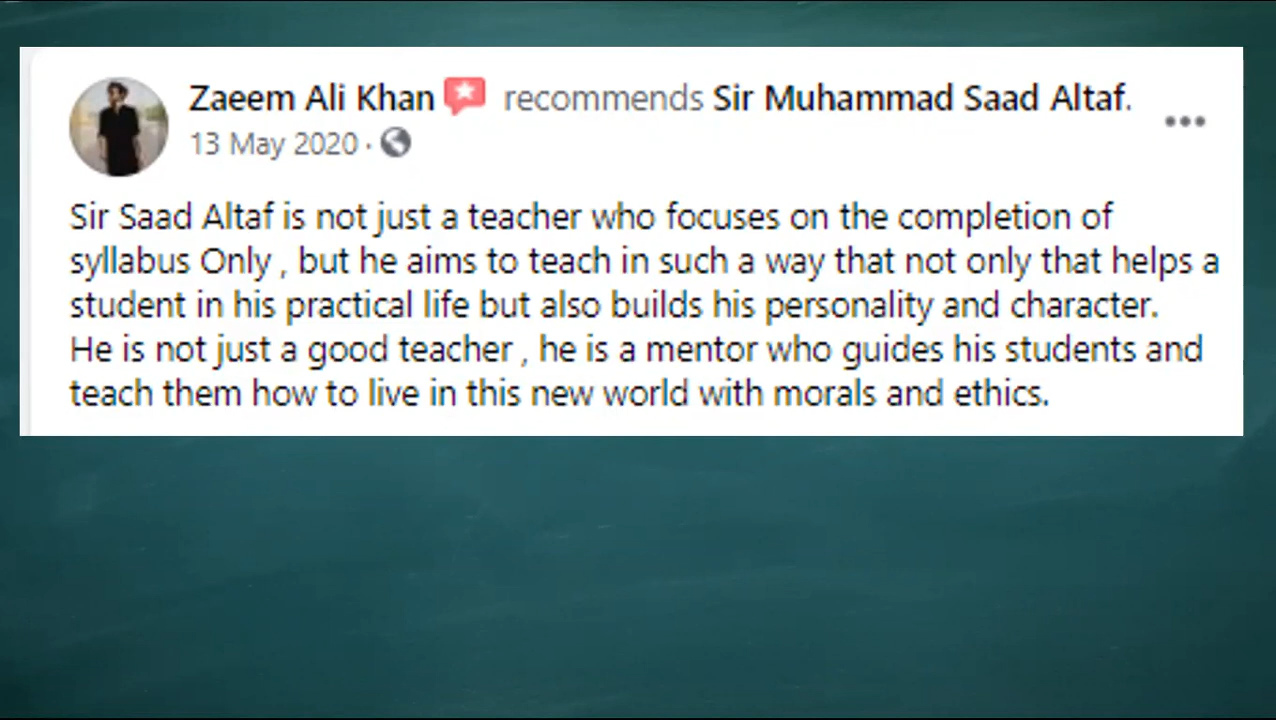 Zaeem Ali Khan recommends Sir Muhammad Saad Altaf.
13 May 2020 ·
Sir Saad Altaf is not just a teacher who focuses on the completion of
syllabus Only , but he aims to teach in such a way that not only that helps a
student in his practical life but also builds his personality and character.
He is not just a good teacher , he is a mentor who guides his students and
teach them how to live in this new world with morals and ethics.